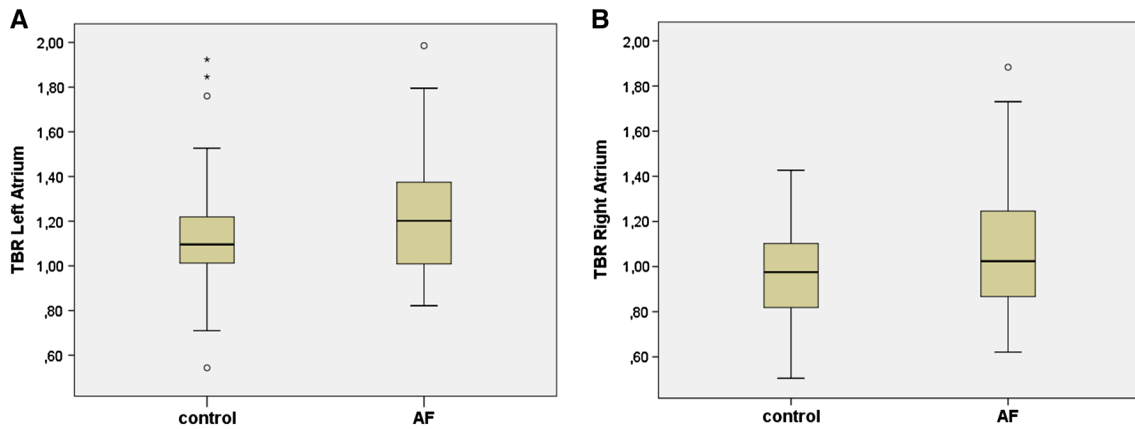 A
TBR Left Atrium
2,00
1,80
1,60
1,40
1,20
1,00
,80
,60
control AF
B
TBR Right Atrium
2,00
1,80
1,60
1,40
1,20
1,00
,80
,60
control AF